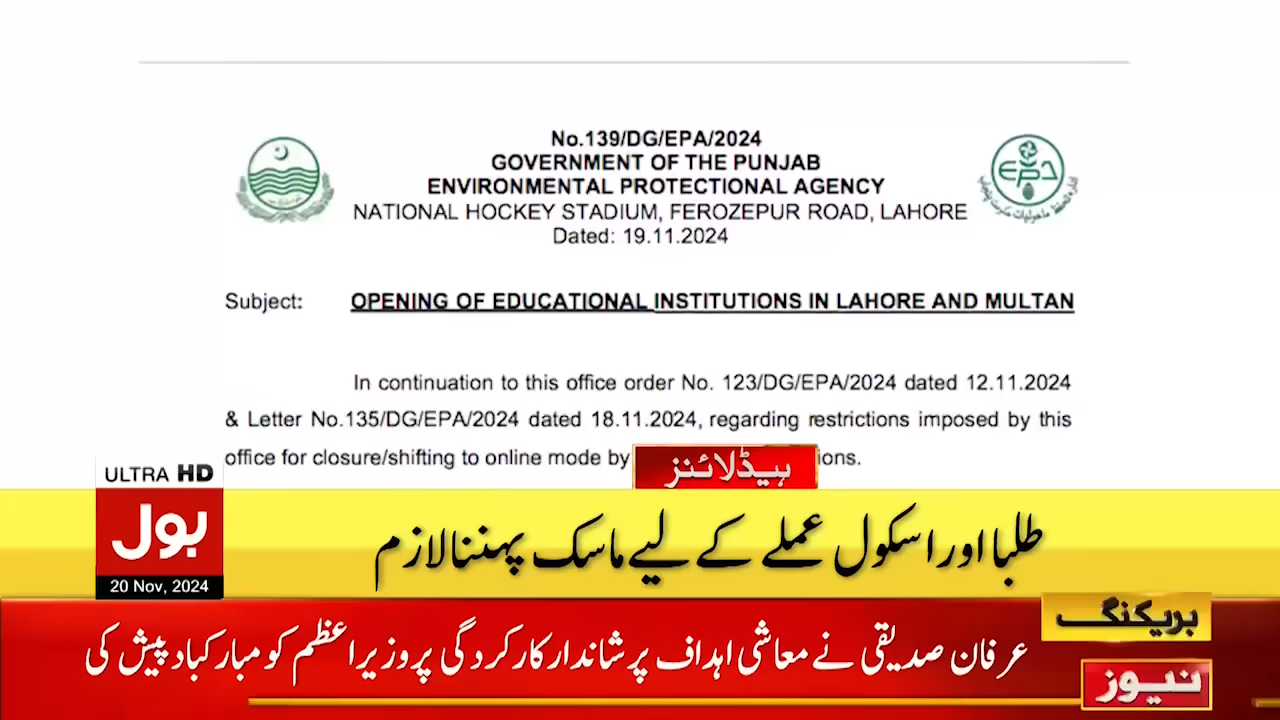 No.139/DG/EPA/2024
GOVERNMENT OF THE PUNJAB
ENVIRONMENTAL PROTECTIONAL AGENCY
NATIONAL HOCKEY STADIUM, FEROZEPUR ROAD, LAHORE
Dated: 19.11.2024
EPA
Subject: OPENING OF EDUCATIONAL INSTITUTIONS IN LAHORE AND MULTAN
In continuation to this office order No. 123/DG/EPA/2024 dated 12.11.2024
& Letter No.135/DG/EPA/2024 dated 18.11.2024, regarding restrictions imposed by this
office for closure/shifting to online mode by ions.
ہیڈلائنز
ULTRA HD
بول
20 Nov, 2024
طلبا اور اسکول عملے کے لیے ماسک پہننا لازم
بریکنگ
نیوز
عرفان صدیقی نے معاشی اہداف پر شاندار کارکردگی پر وزیراعظم کو مبارکباد پیش کی